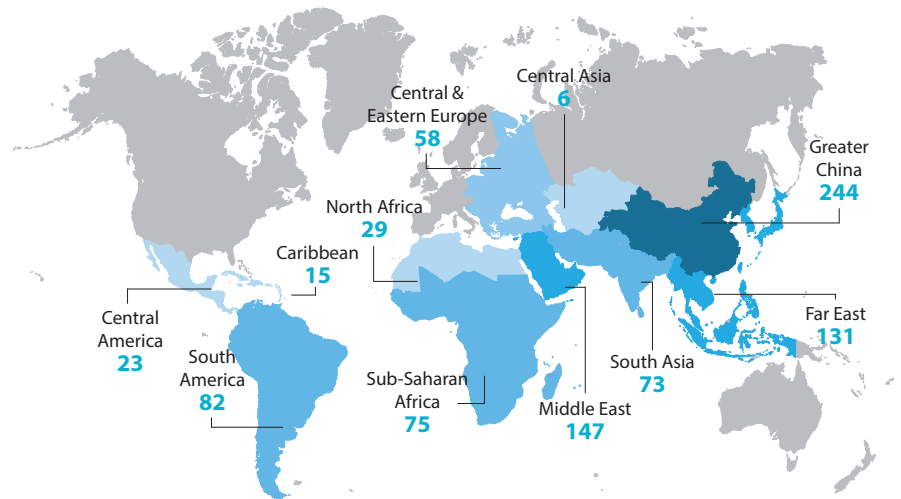 Central Asia
6
Central &
Eastern Europe
58
Greater
China
244
North Africa
29
Caribbean
15
Central
America
23
Far East
131
South
America
82
South Asia
73
Sub-Saharan
Africa
75
Middle East
147